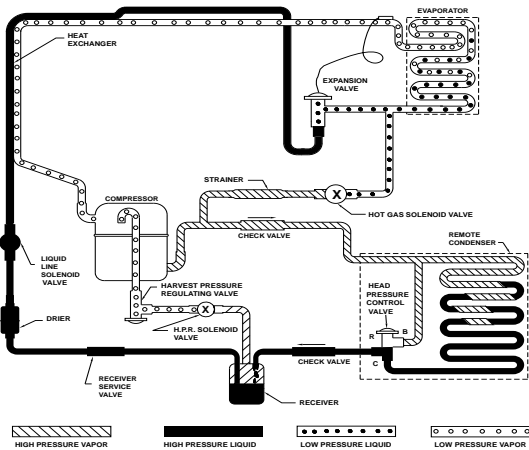 EVAPORATOR
HEAT
EXCHANGER
EXPANSION
VALVE
STRAINER
X
HOT GAS SOLENOID VALVE
COMPRESSOR
CHECK VALVE
REMOTE
CONDENSER
LIQUID
LINE
SOLENOID
VALVE
HARVEST PRESSURE
REGULATING VALVE
X
HEAD
PRESSURE
CONTROL
VALVE
R
B
C
DRIER
H.P.R. SOLENOID
VALVE
CHECK VALVE
RECEIVER
SERVICE
VALVE
RECEIVER
HIGH PRESSURE VAPOR
HIGH PRESSURE LIQUID
LOW PRESSURE LIQUID
LOW PRESSURE VAPOR